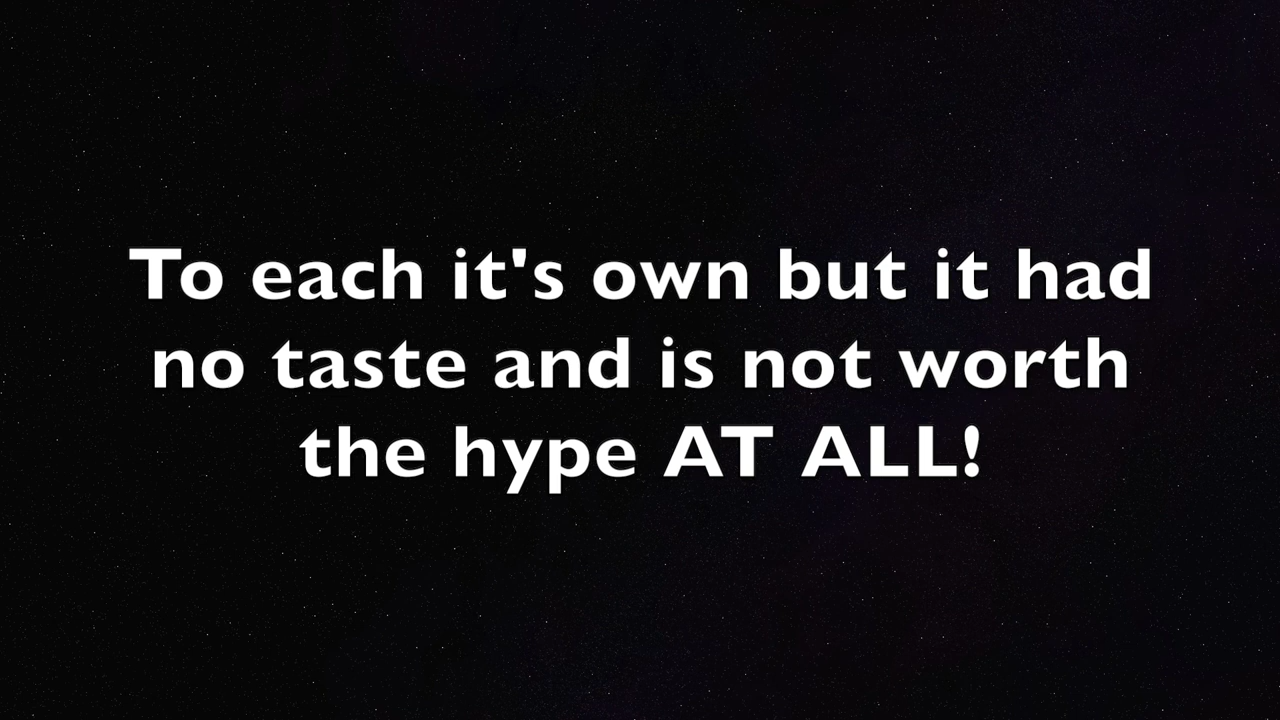 To each it's own but it had
no taste and is not worth
the hype AT ALL!